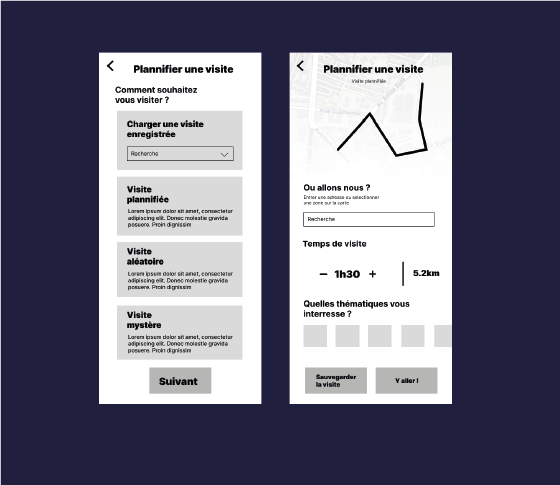 Plannifier une visite
Comment souhaitez
vous visiter ?
Charger une visite
enregistrée
Recherche
Visite
plannifiée
Lorem ipsum dolor sit amet, consectetur
adipiscing elit. Donec molestie gravida
posuere. Proin dignissim
Visite
aléatoire
Lorem ipsum dolor sit amet, consectetur
adipiscing elit. Donec molestie gravida
posuere. Proin dignissim
Visite
mystère
Lorem ipsum dolor sit amet, consectetur
adipiscing elit. Donec molestie gravida
posuere. Proin dignissim
Suivant
Plannifier une visite
Visite plannifiée
Ou allons nous ?
Entrer une adresse ou sélectionner
une zone sur la carte
Recherche
Temps de visite
− 1h30 +
5.2km
Quelles thématiques vous
interresse ?
Sauvegarder
la visite
Y aller !